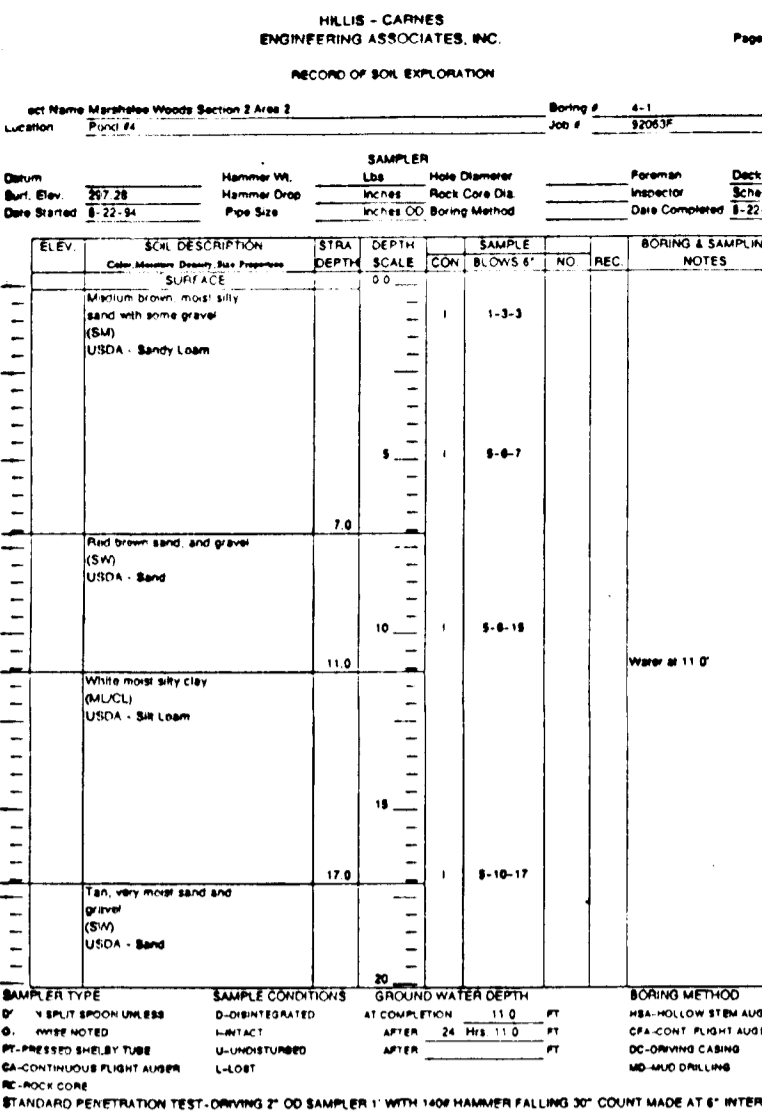 HILLIS - CARNES
ENGINEERING ASSOCIATES, INC. Page
RECORD OF SOIL EXPLORATION
ect Name Marshalee Woods Section 2 Area 2 Boring # 4-1
Location Pond #4 Job # 92063F
SAMPLER
Datum Hammer Wt. Lbs Hole Diameter Foreman
Surf. Elev. 297.28 Hammer Drop Inches Rock Core Dia. Inspector Sche
Date Started 8-22-94 Pipe Size Inches OD Boring Method Date Completed 8-22-
ELEV. SOIL DESCRIPTION STRA DEPTH SAMPLE BORING & SAMPLIN
Color, Moisture, Density, Size Proportions DEPTH SCALE CON BLOWS 6" NO REC. NOTES
SURFACE 0.0
Medium brown, moist silty
sand with some gravel 1 1-3-3
(SM)
USDA - Sandy Loam
5 1 5-6-7
7.0
Red brown sand, and gravel
(SW)
USDA - Sand
10 1 5-8-15
11.0 Water at 11.0'
White moist silty clay
(ML/CL)
USDA - Silt Loam
15
17.0 1 5-10-17
Tan, very moist sand and
gravel
(SW)
USDA - Sand
20
SAMPLER TYPE SAMPLE CONDITIONS GROUND WATER DEPTH BORING METHOD
N SPLIT SPOON UNLESS D-DISINTEGRATED AT COMPLETION 11.0 FT HSA-HOLLOW STEM AUG
NOTED I-INTACT AFTER 24 Hrs. 11.0 FT CFA-CONT. FLIGHT AUG
PT-PRESSED SHELBY TUBE U-UNDISTURBED AFTER FT DC-DRIVING CASING
CA-CONTINUOUS FLIGHT AUGER L-LOST MD-MUD DRILLING
RC-ROCK CORE
STANDARD PENETRATION TEST-DRIVING 2" OD SAMPLER 1' WITH 140# HAMMER FALLING 30" COUNT MADE AT 6" INTER